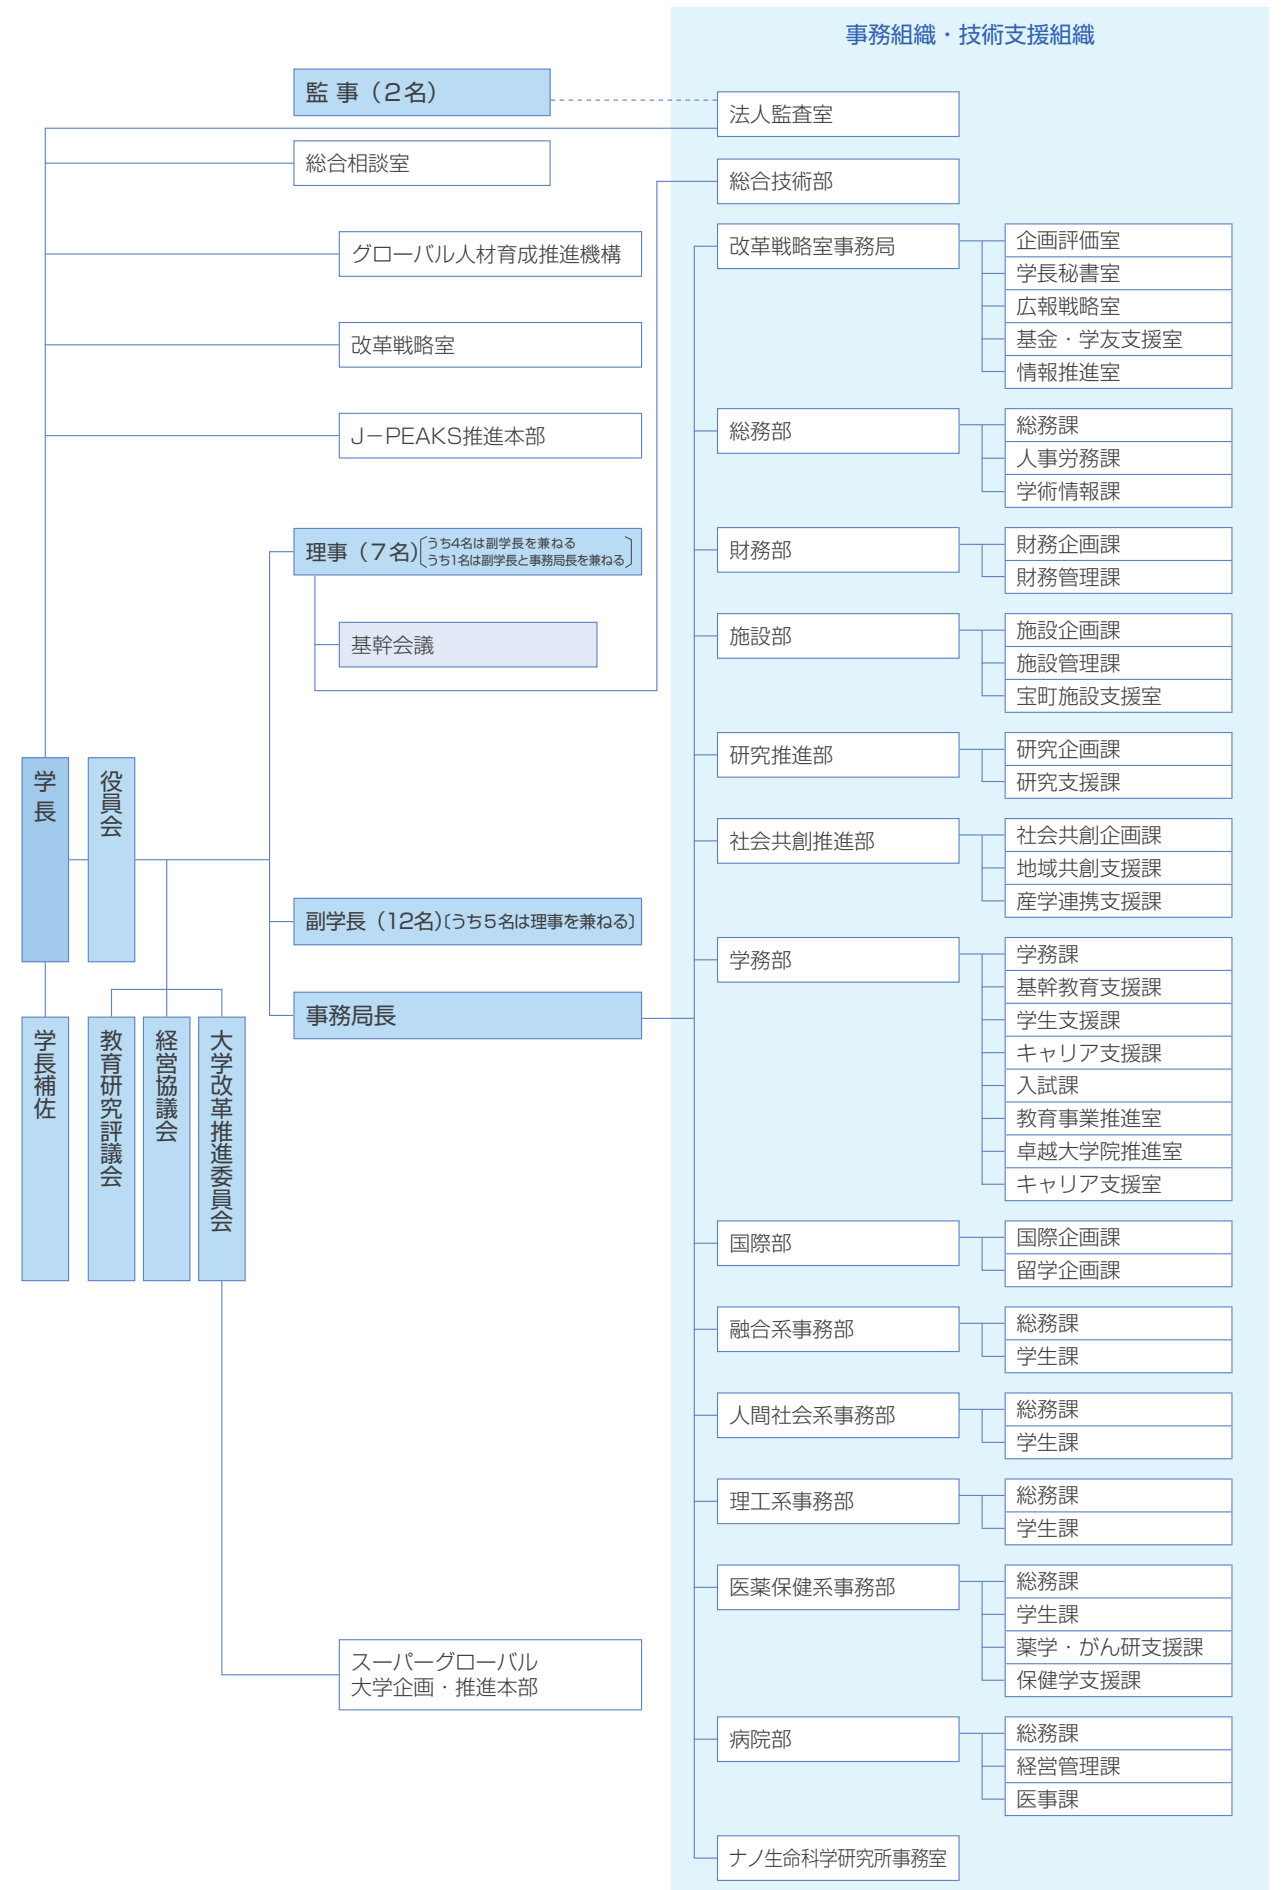 事務組織・技術支援組織
監 事（２名）
法人監査室
総合相談室
総合技術部
グローバル人材育成推進機構
改革戦略室
J－PEAKS推進本部
理事（７名）
うち4名は副学長を兼ねる
うち1名は副学長と事務局長を兼ねる
基幹会議
学長
役員会
副学長（12名）〔うち５名は理事を兼ねる〕
事務局長
学長補佐
教育研究評議会
経営協議会
大学改革推進委員会
スーパーグローバル
大学企画・推進本部
改革戦略室事務局
企画評価室
学長秘書室
広報戦略室
基金・学友支援室
情報推進室
総務部
総務課
人事労務課
学術情報課
財務部
財務企画課
財務管理課
施設部
施設企画課
施設管理課
宝町施設支援室
研究推進部
研究企画課
研究支援課
社会共創推進部
社会共創企画課
地域共創支援課
産学連携支援課
学務部
学務課
基幹教育支援課
学生支援課
キャリア支援課
入試課
教育事業推進室
卓越大学院推進室
キャリア支援室
国際部
国際企画課
留学企画課
融合系事務部
総務課
学生課
人間社会系事務部
総務課
学生課
理工系事務部
総務課
学生課
医薬保健系事務部
総務課
学生課
薬学・がん研支援課
保健学支援課
病院部
総務課
経営管理課
医事課
ナノ生命科学研究所事務室